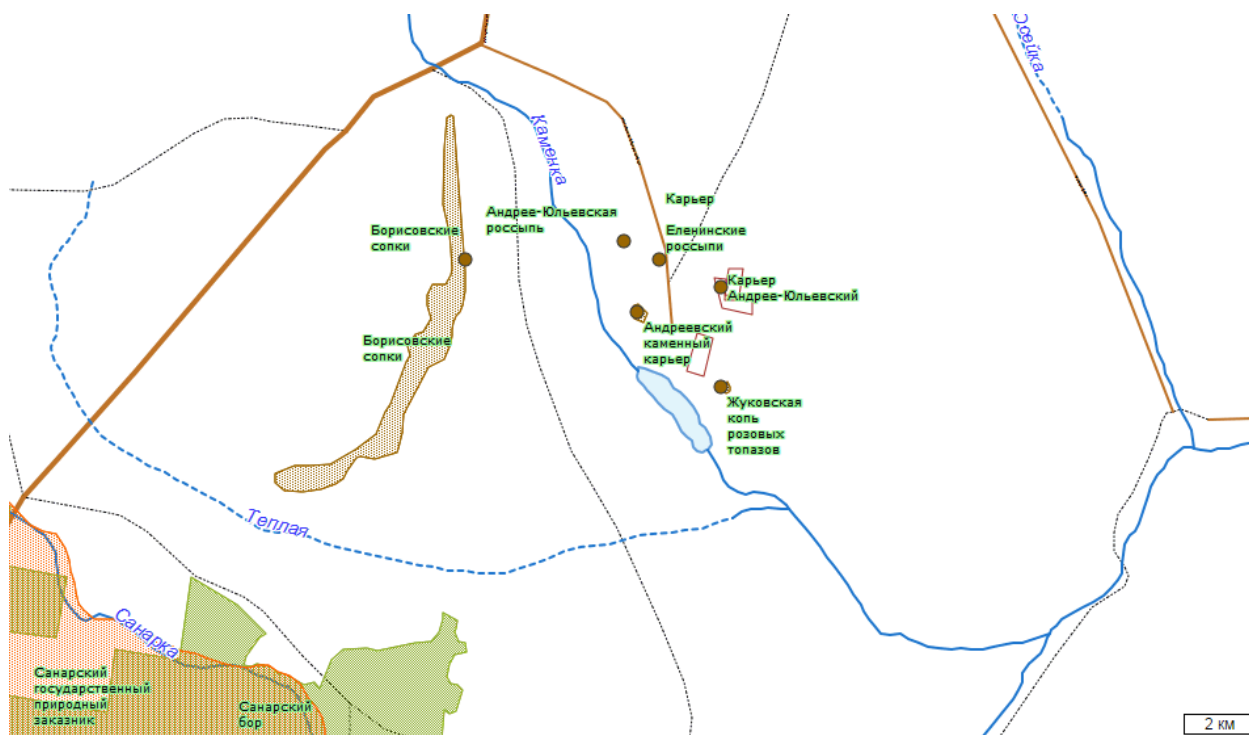 Осейка
Каменка
Карьер
Андрее-Юльевская
россыпь
Борисовские
сопки
Еленинские
россыпи
Карьер
Андрее-Юльевский
Андреевский
каменный
карьер
Борисовские
сопки
Жуковская
копь
розовых
топазов
Теплая
Санарка
Санарский
государственный
природный
заказник
Санарский
бор
2 км